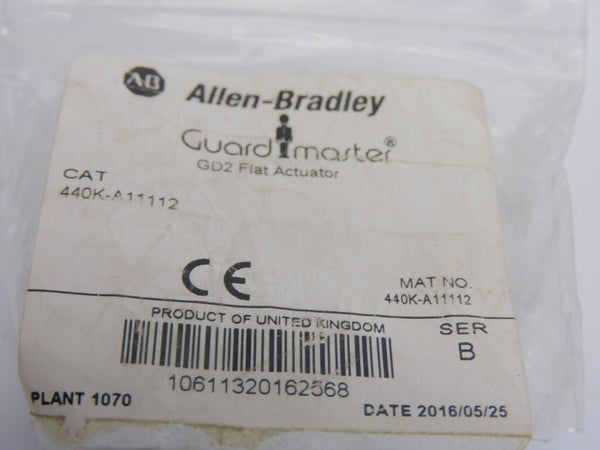 AB Allen-Bradley
Guardmaster®
GD2 Flat Actuator
CAT
440K-A11112
CE
MAT NO.
440K-A11112
PRODUCT OF UNITED KINGDOM
SER
B
10611320162568
PLANT 1070
DATE 2016/05/25